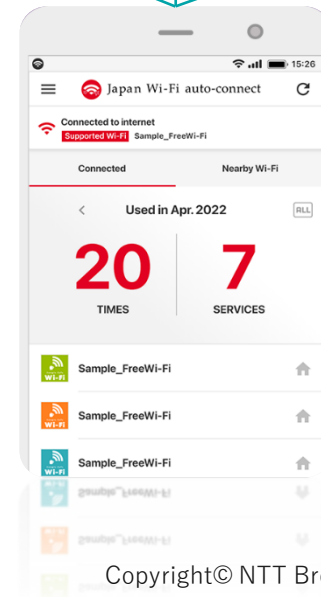 15:26
Japan Wi-Fi auto-connect
Connected to internet
Supported Wi-Fi Sample_FreeWi-Fi
Connected Nearby Wi-Fi
< Used in Apr. 2022 ALL
20 7
TIMES SERVICES
Wi-Fi Sample_FreeWi-Fi
Wi-Fi Sample_FreeWi-Fi
Wi-Fi Sample_FreeWi-Fi
Copyright© NTT Br